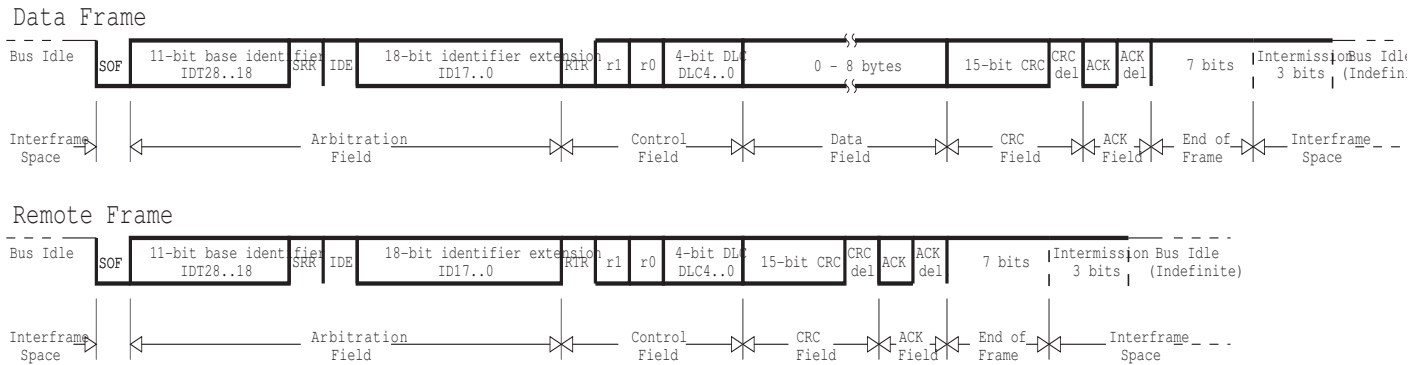 Data Frame
Bus Idle
SOF
11-bit base identifier
IDT28..18
SRR
IDE
18-bit identifier extension
ID17..0
RTR
r1
r0
4-bit DLC
DLC4..0
0 - 8 bytes
15-bit CRC
CRC
del
ACK
ACK
del
7 bits
Intermission
3 bits
Bus Idle
(Indefini
Interframe
Space
Arbitration
Field
Control
Field
Data
Field
CRC
Field
ACK
Field
End of
Frame
Interframe
Space
Remote Frame
Bus Idle
SOF
11-bit base identifier
IDT28..18
SRR
IDE
18-bit identifier extension
ID17..0
RTR
r1
r0
4-bit DLC
DLC4..0
15-bit CRC
CRC
del
ACK
ACK
del
7 bits
Intermission
3 bits
Bus Idle
(Indefinite)
Interframe
Space
Arbitration
Field
Control
Field
CRC
Field
ACK
Field
End of
Frame
Interframe
Space